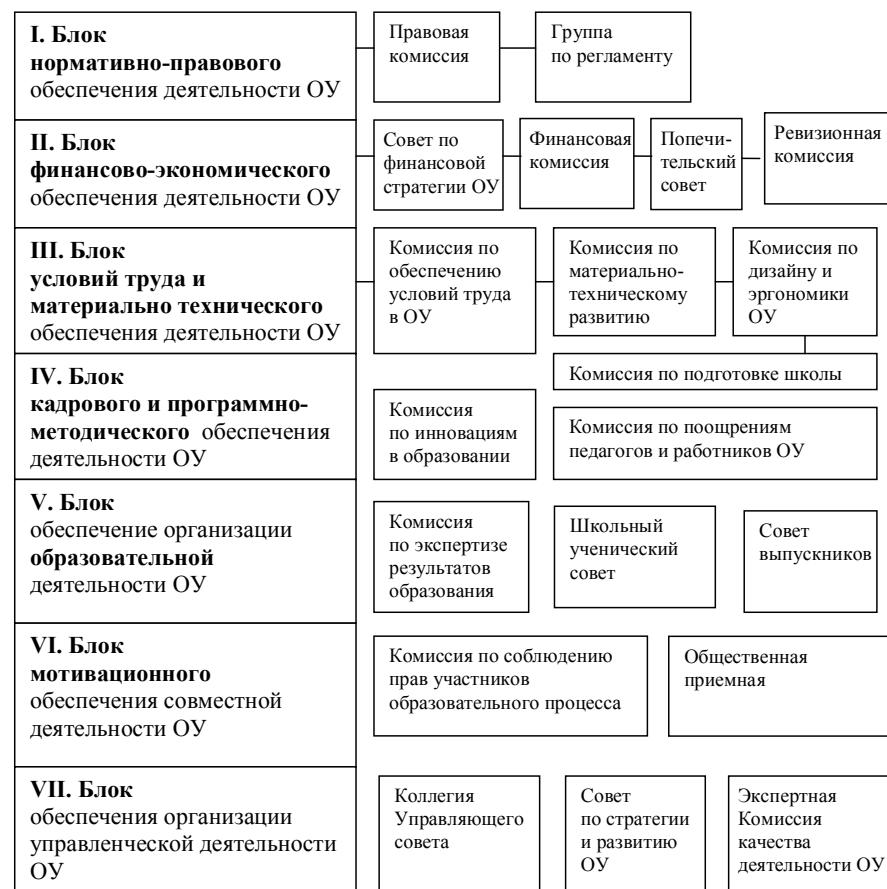 I. Блок
нормативно-правового
обеспечения деятельности ОУ
Правовая
комиссия
Группа
по регламенту
II. Блок
финансово-экономического
обеспечения деятельности ОУ
Совет по
финансовой
стратегии ОУ
Финансовая
комиссия
Попечи-
тельский
совет
Ревизионная
комиссия
III. Блок
условий труда и
материально технического
обеспечения деятельности ОУ
Комиссия по
обеспечению
условий труда
в ОУ
Комиссия по
материально-
техническому
развитию
Комиссия по
дизайну и
эргономики
ОУ
Комиссия по подготовке школы
IV. Блок
кадрового и программно-
методического обеспечения
деятельности ОУ
Комиссия
по инновациям
в образовании
Комиссия по поощрениям
педагогов и работников ОУ
V. Блок
обеспечение организации
образовательной
деятельности ОУ
Комиссия
по экспертизе
результатов
образования
Школьный
ученический
совет
Совет
выпускников
VI. Блок
мотивационного
обеспечения совместной
деятельности ОУ
Комиссия по соблюдению
прав участников
образовательного процесса
Общественная
приемная
VII. Блок
обеспечения организации
управленческой деятельности
ОУ
Коллегия
Управляющего
совета
Совет
по стратегии
и развитию
ОУ
Экспертная
Комиссия
качества
деятельности ОУ